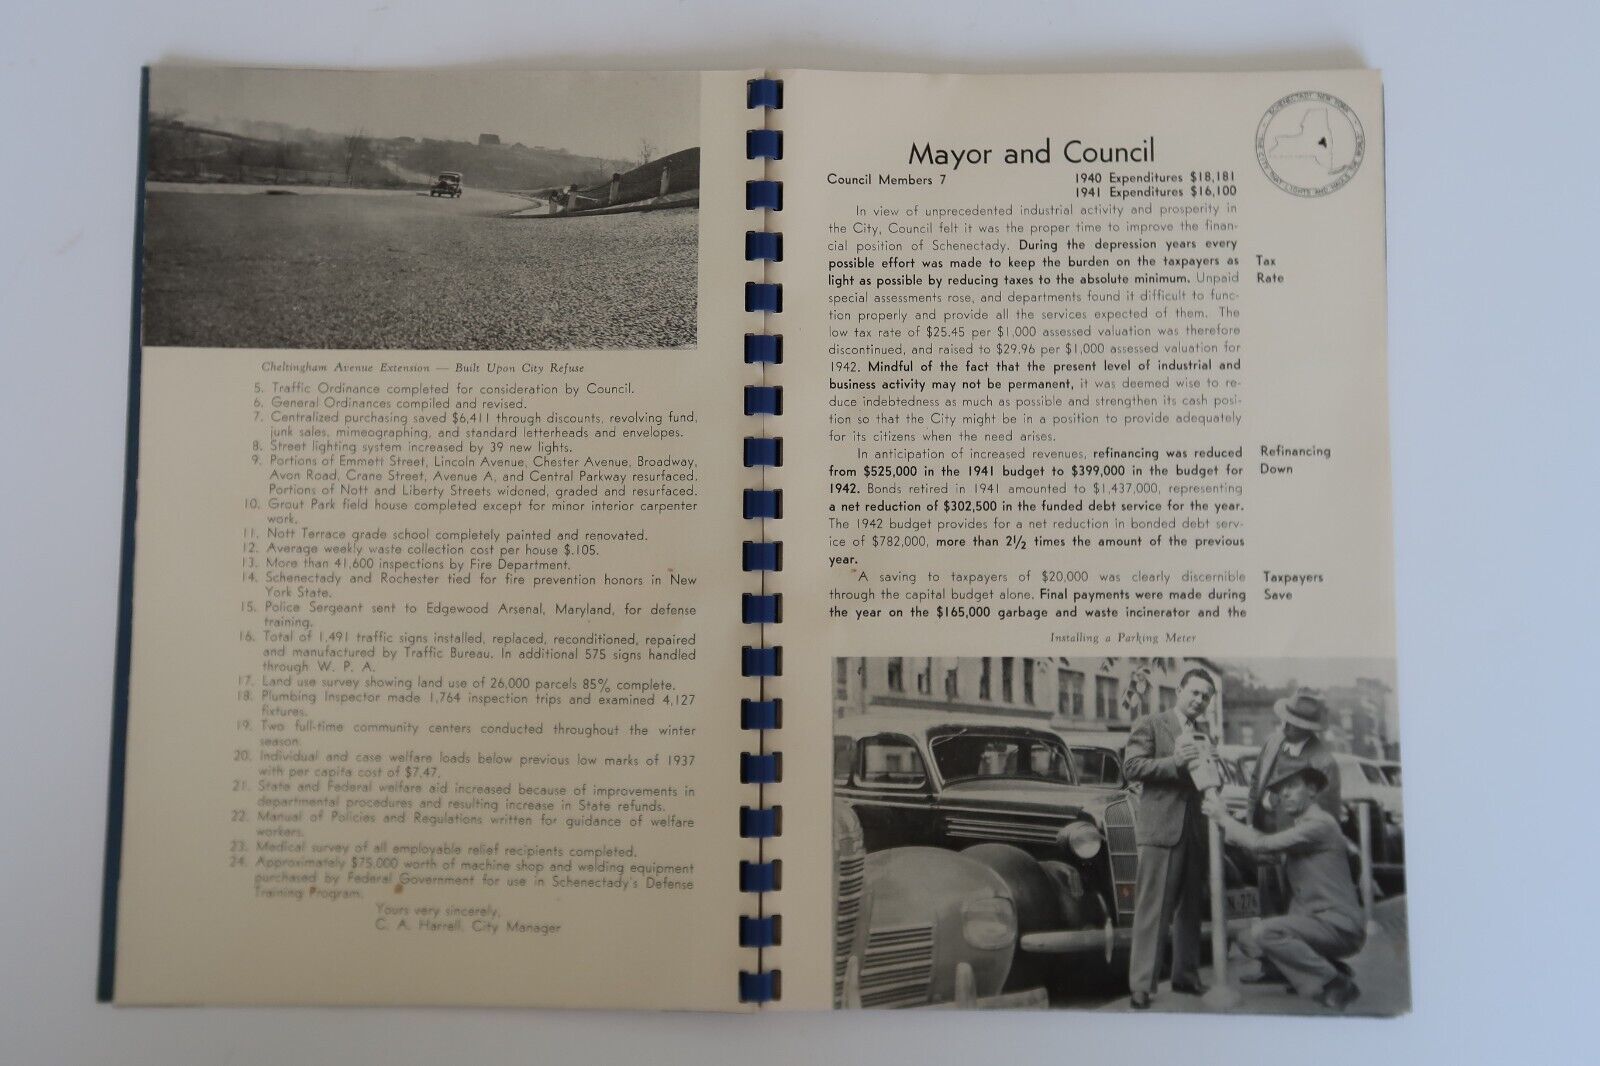 Cheltingham Avenue Extension — Built Upon City Refuse
5. Traffic Ordinance completed for consideration by Council.
6. General Ordinances compiled and revised.
7. Centralized purchasing saved $6,411 through discounts, revolving fund,
junk sales, mimeographing, and standard letterheads and envelopes.
8. Street lighting system increased by 39 new lights.
9. Portions of Emmett Street, Lincoln Avenue, Chester Avenue, Broadway,
Avon Road, Crane Street, Avenue A, and Central Parkway resurfaced.
Portions of Nott and Liberty Streets widened, graded and resurfaced.
10. Grout Park field house completed except for minor interior carpenter
work.
11. Nott Terrace grade school completely painted and renovated.
12. Average weekly waste collection cost per house $.105.
13. More than 41,600 inspections by Fire Department.
14. Schenectady and Rochester tied for fire prevention honors in New
York State.
15. Police Sergeant sent to Edgewood Arsenal, Maryland, for defense
training.
16. Total of 1,491 traffic signs installed, replaced, reconditioned, repaired
and manufactured by Traffic Bureau. In additional 575 signs handled
through W. P. A.
17. Land use survey showing land use of 26,000 parcels 85% complete.
18. Plumbing Inspector made 1,764 inspection trips and examined 4,127
fixtures.
19. Two full-time community centers conducted throughout the winter
season.
20. Individual and case welfare loads below previous low marks of 1937
with per capita cost of $7.47.
21. State and Federal welfare aid increased because of improvements in
departmental procedures and resulting increase in State refunds.
22. Manual of Policies and Regulations written for guidance of welfare
workers.
23. Medical survey of all employable relief recipients completed.
24. Approximately $75,000 worth of machine shop and welding equipment
purchased by Federal Government for use in Schenectady's Defense
Training Program.
Yours very sincerely,
C. A. Harrell, City Manager
SCHENECTADY NEW YORK
THAT LIGHTS AND HAULS THE WORLD
Mayor and Council
Council Members 7
1940 Expenditures $18,181
1941 Expenditures $16,100
In view of unprecedented industrial activity and prosperity in
the City, Council felt it was the proper time to improve the finan-
cial position of Schenectady. During the depression years every
possible effort was made to keep the burden on the taxpayers as
light as possible by reducing taxes to the absolute minimum. Unpaid
special assessments rose, and departments found it difficult to func-
tion properly and provide all the services expected of them. The
low tax rate of $25.45 per $1,000 assessed valuation was therefore
discontinued, and raised to $29.96 per $1,000 assessed valuation for
1942. Mindful of the fact that the present level of industrial and
business activity may not be permanent, it was deemed wise to re-
duce indebtedness as much as possible and strengthen its cash posi-
tion so that the City might be in a position to provide adequately
for its citizens when the need arises.
Tax
Rate
In anticipation of increased revenues, refinancing was reduced
from $525,000 in the 1941 budget to $399,000 in the budget for
1942. Bonds retired in 1941 amounted to $1,437,000, representing
a net reduction of $302,500 in the funded debt service for the year.
The 1942 budget provides for a net reduction in bonded debt serv-
ice of $782,000, more than 2½ times the amount of the previous
year.
Refinancing
Down
A saving to taxpayers of $20,000 was clearly discernible
through the capital budget alone. Final payments were made during
the year on the $165,000 garbage and waste incinerator and the
Taxpayers
Save
Installing a Parking Meter
N-276